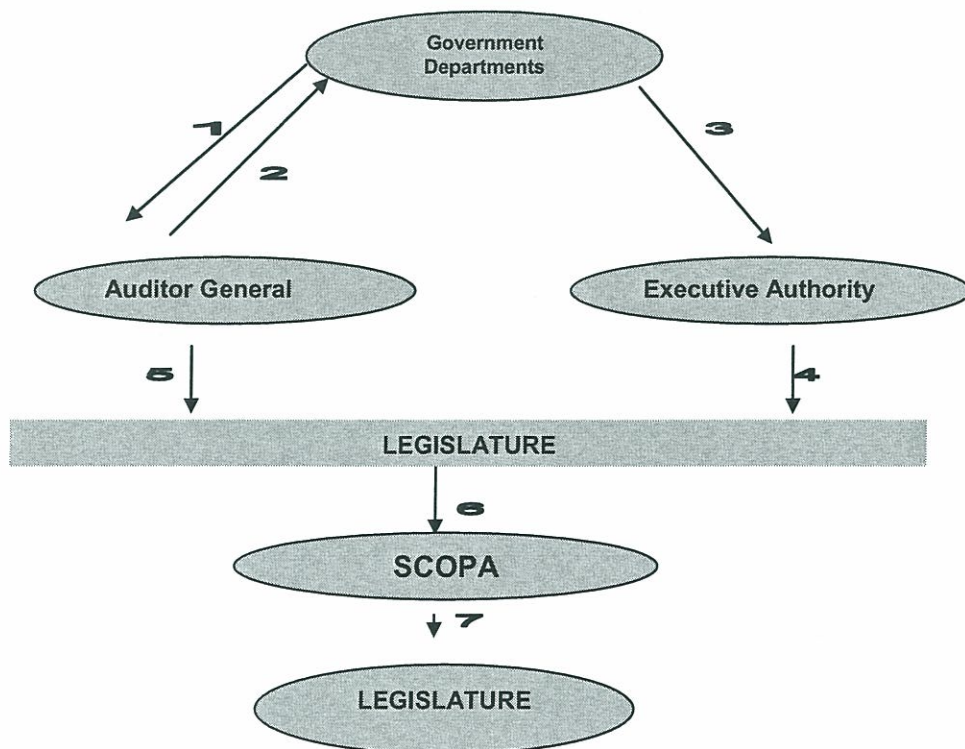 Government
Departments
1
2
3
Auditor General
Executive Authority
5
4
LEGISLATURE
6
SCOPA
7
LEGISLATURE